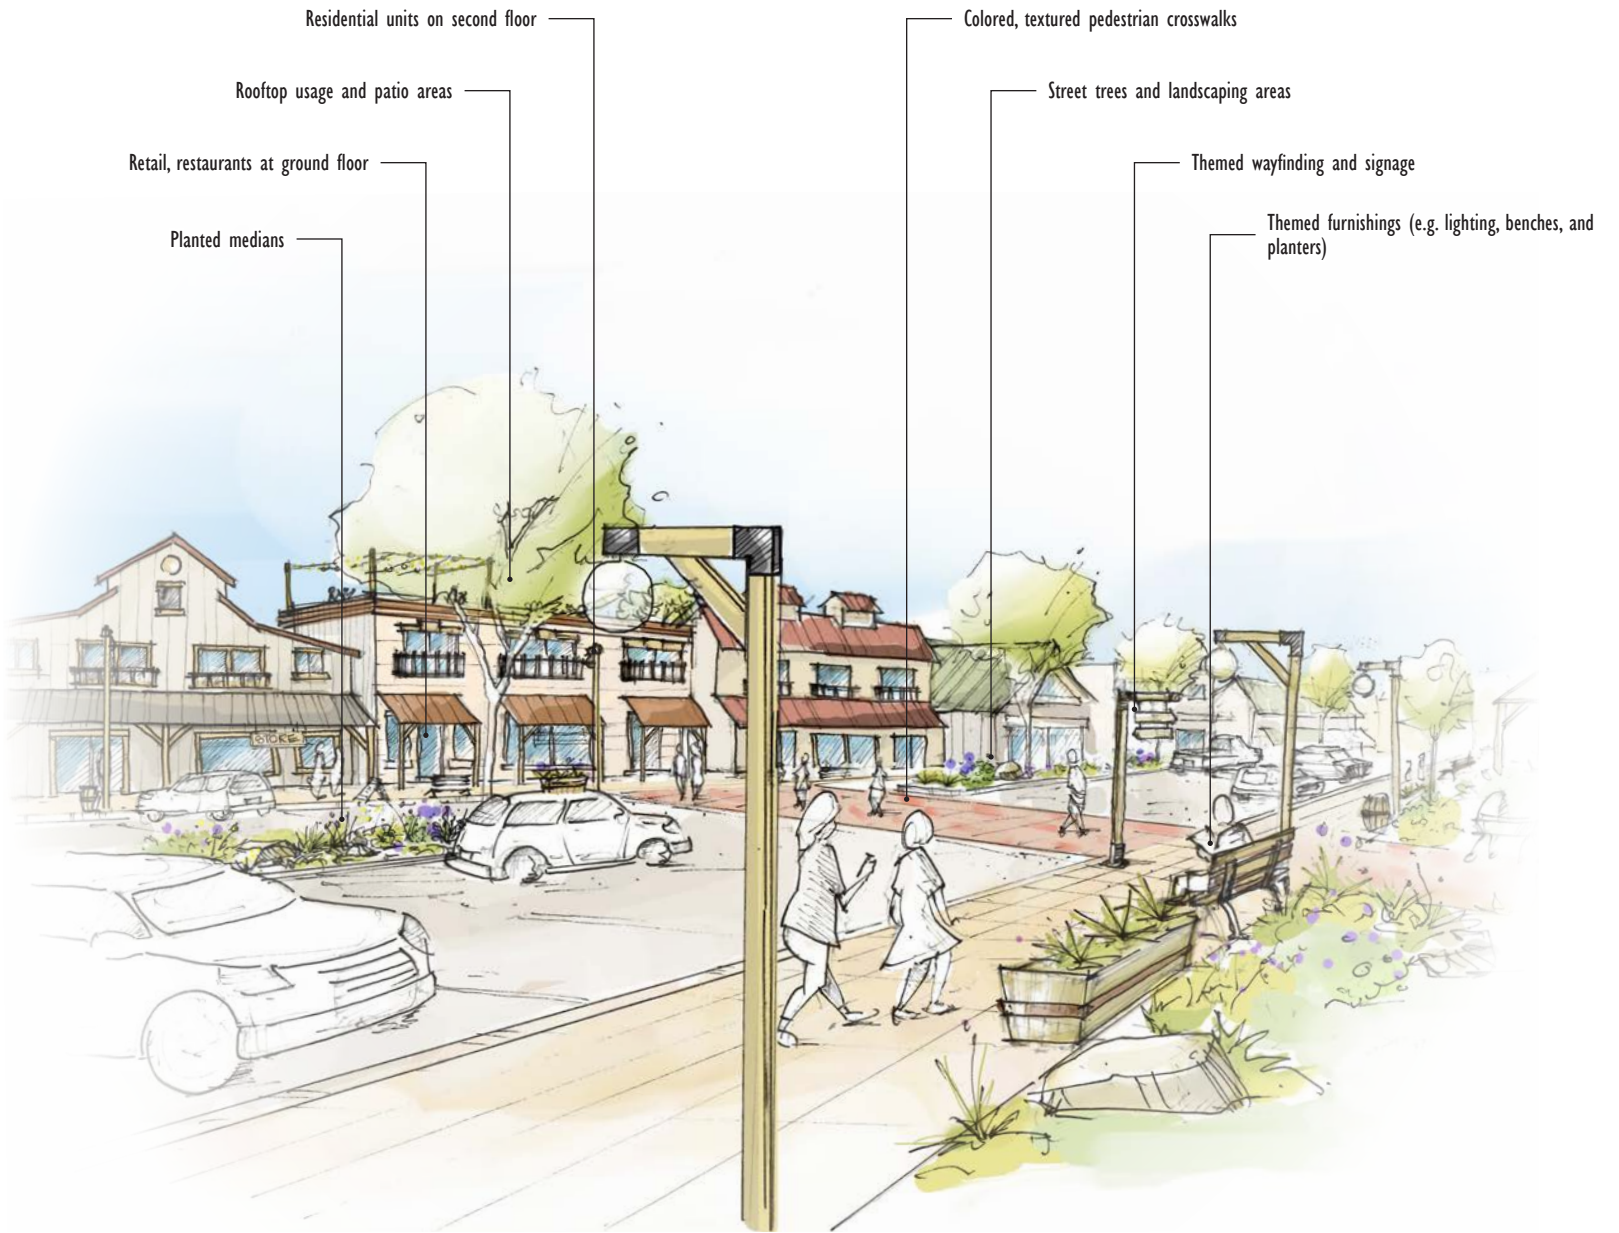 Residential units on second floor
Colored, textured pedestrian crosswalks
Rooftop usage and patio areas
Street trees and landscaping areas
Retail, restaurants at ground floor
Themed wayfinding and signage
Planted medians
Themed furnishings (e.g. lighting, benches, and
planters)
STORE